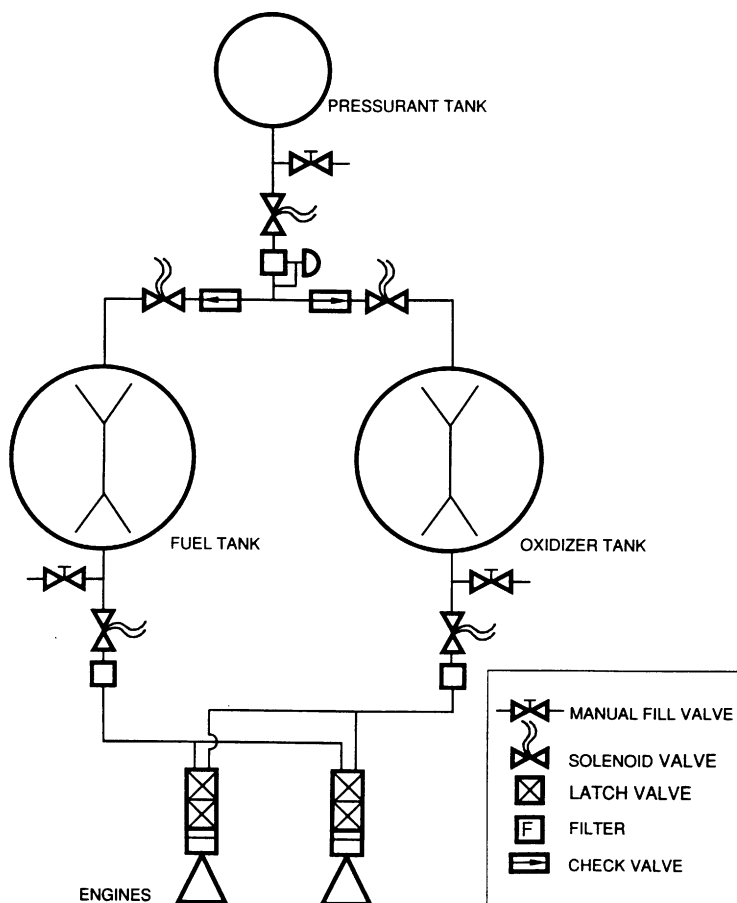 PRESSURANT TANK
FUEL TANK
OXIDIZER TANK
MANUAL FILL VALVE
SOLENOID VALVE
LATCH VALVE
F FILTER
CHECK VALVE
ENGINES